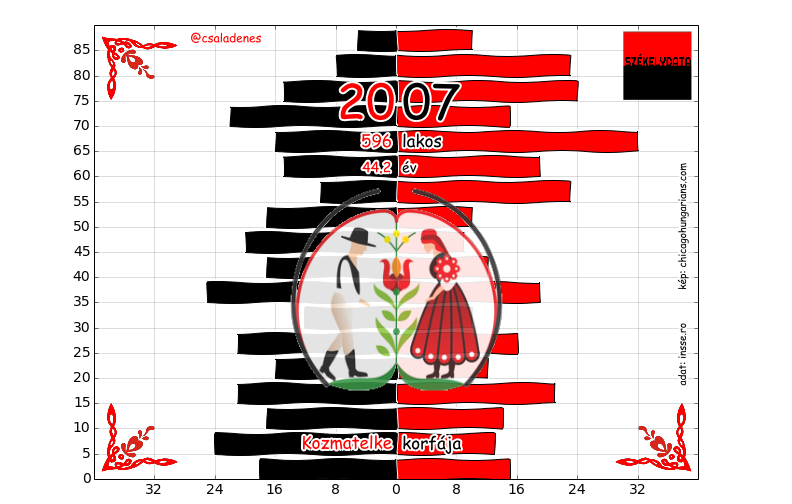 @csaladenes
SZÉKELYDATA
2007
596 lakos
44.2 év
Kozmatelke korfája
kép: chicagohungarians.com
adat: insse.ro
85
80
75
70
65
60
55
50
45
40
35
30
25
20
15
10
5
0
32 24 16 8 0 8 16 24 32